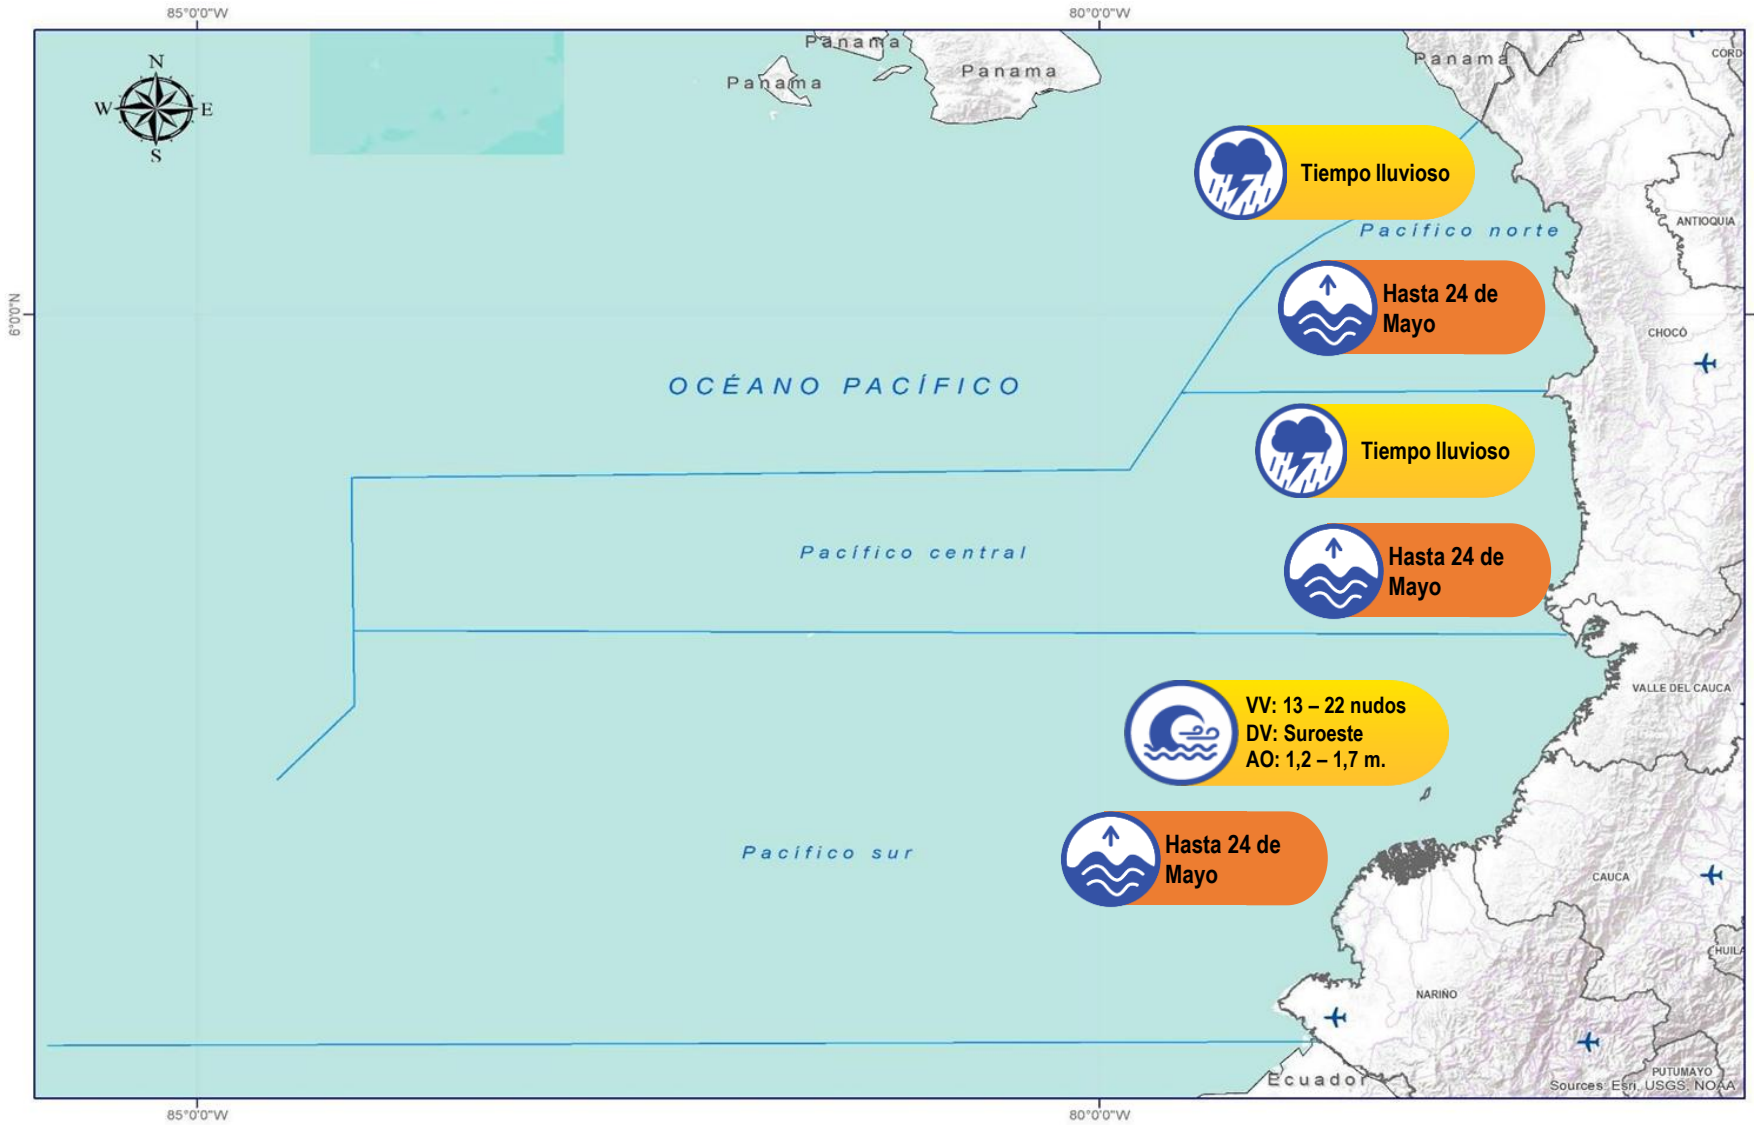 85°0'0"W
80°0'0"W
N
W
E
S
Panama
Panama
Panama
Panama
CÓRD
Tiempo lluvioso
ANTIOQUIA
Pacífico norte
6°0'0"N
Hasta 24 de
Mayo
CHOCÓ
OCÉANO PACÍFICO
Tiempo lluvioso
Pacífico central
Hasta 24 de
Mayo
VALLE DEL CAUCA
VV: 13 – 22 nudos
DV: Suroeste
AO: 1,2 – 1,7 m.
Hasta 24 de
Mayo
Pacífico sur
CAUCA
HUILA
NARIÑO
PUTUMAYO
Ecuador
Sources: Esri, USGS, NOAA
85°0'0"W
80°0'0"W